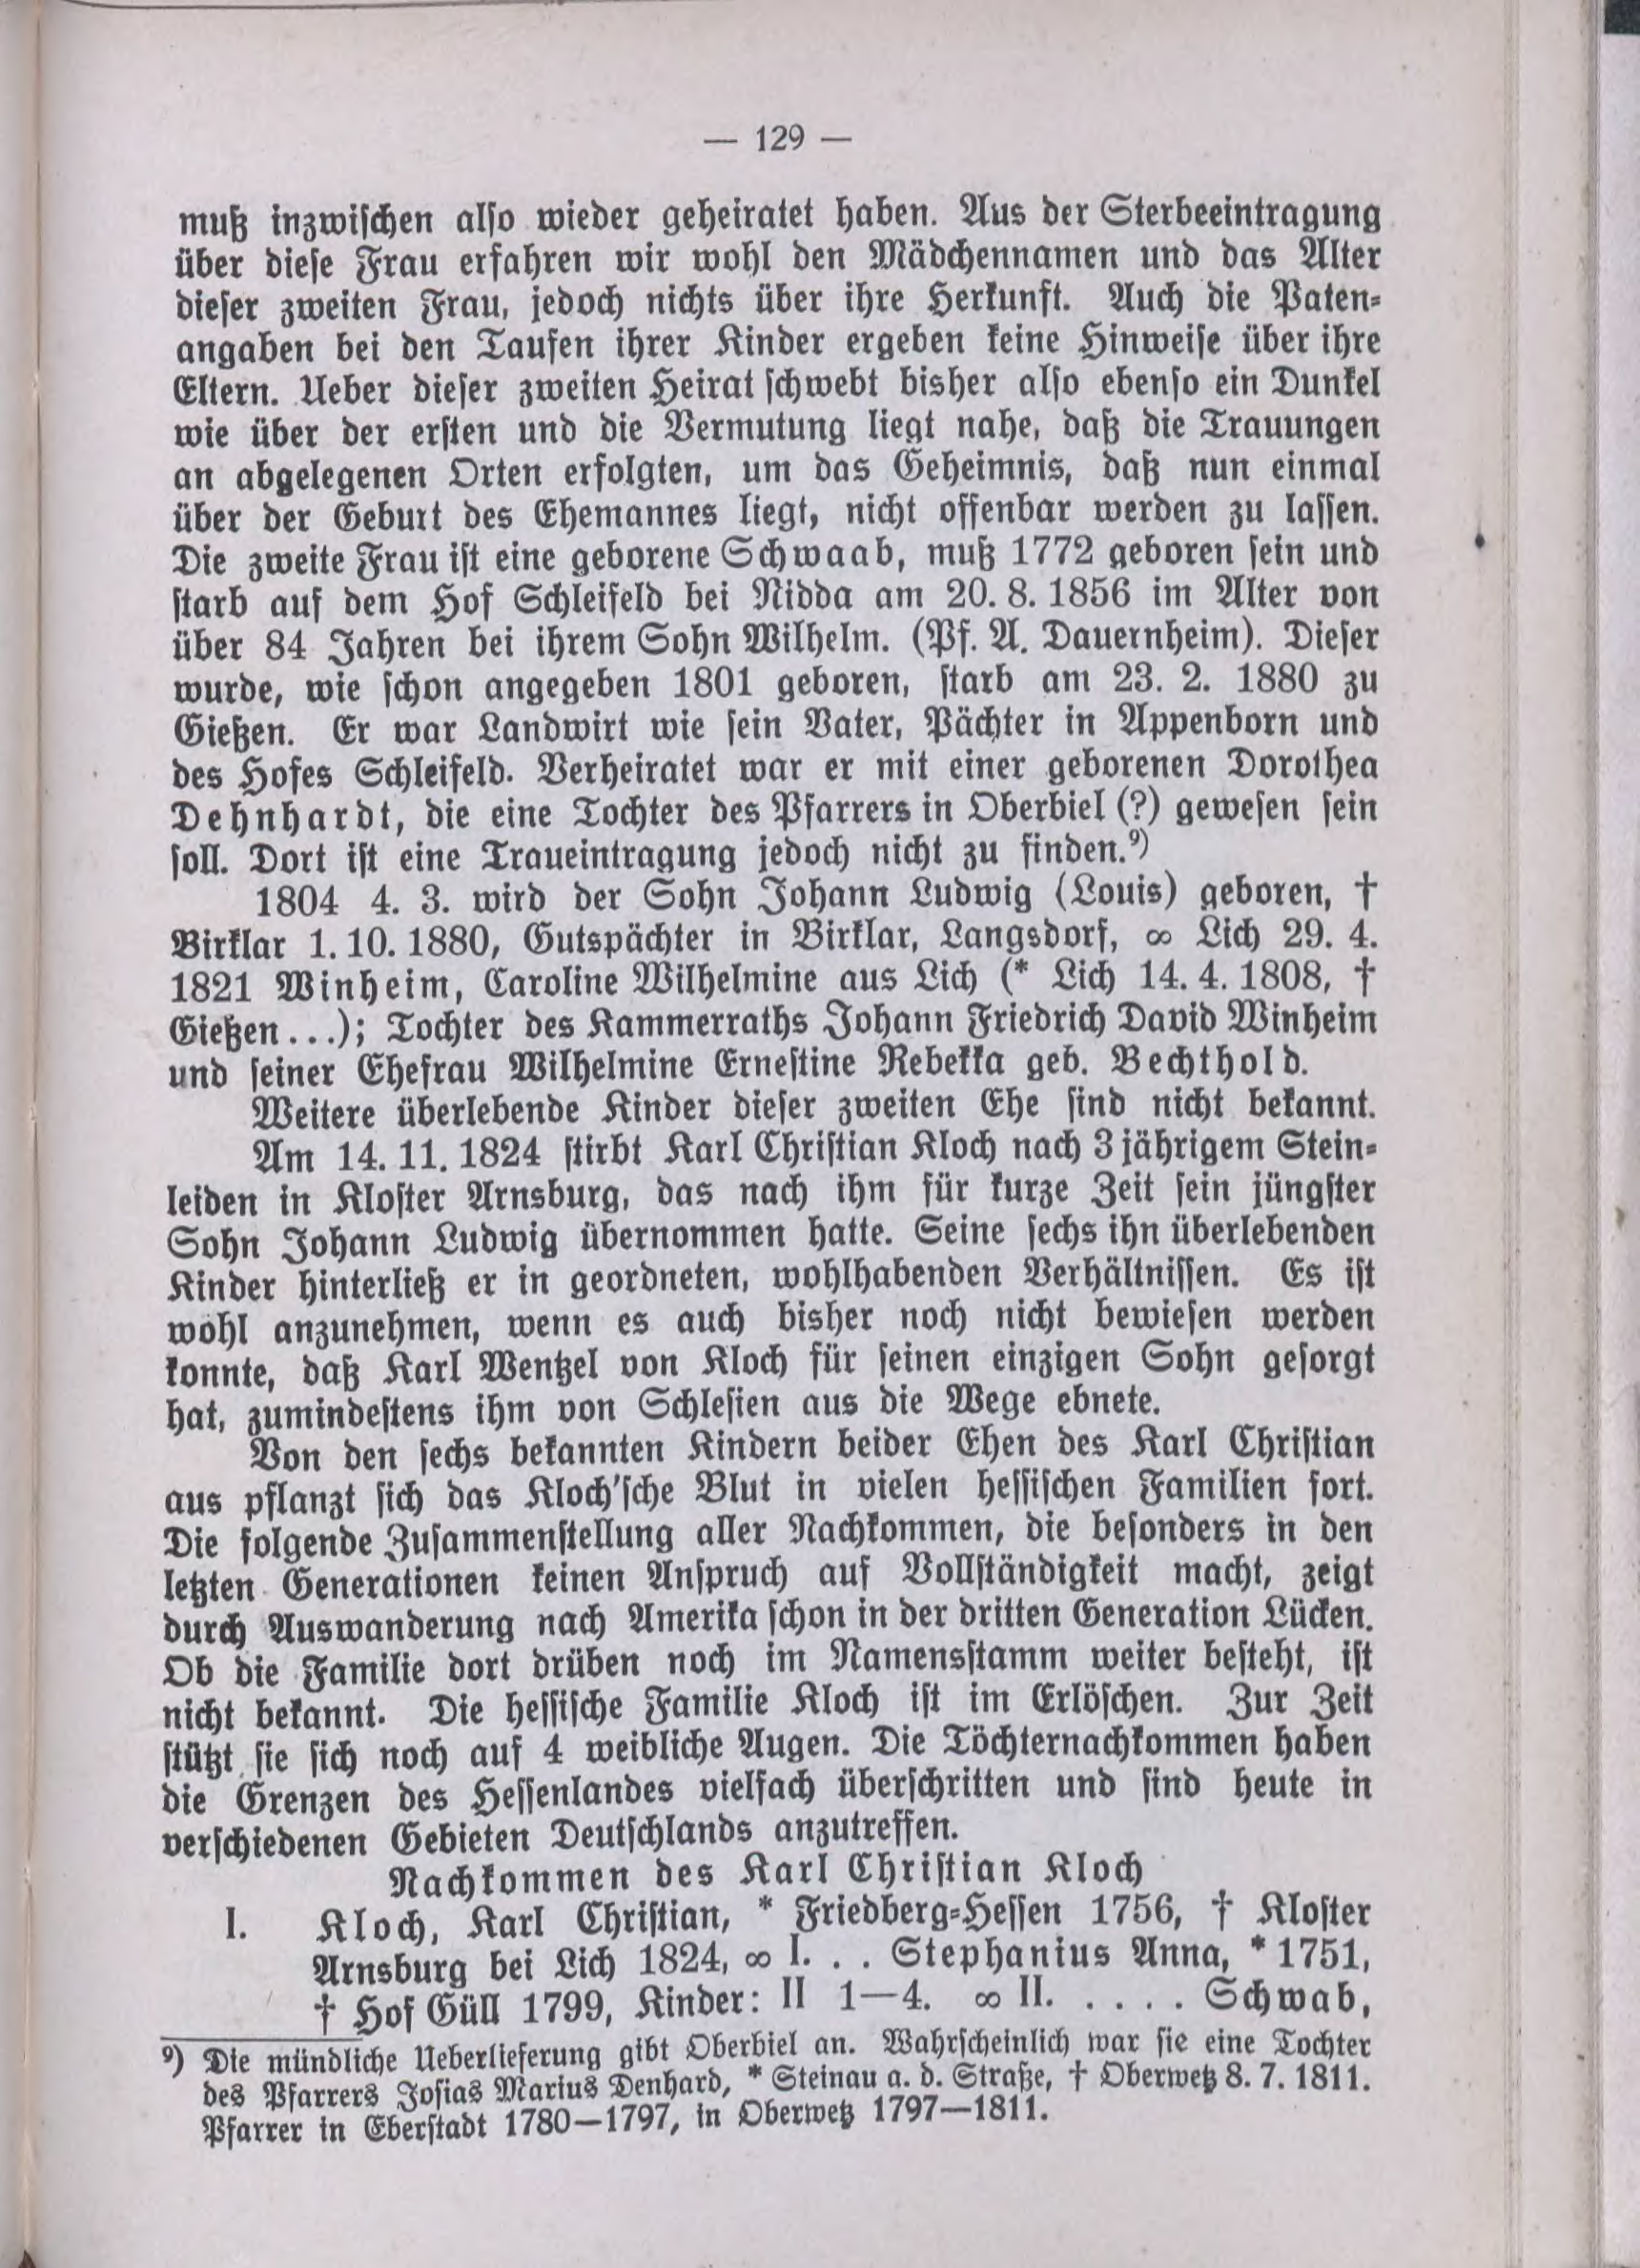 — 129 —
muß inzwischen also wieder geheiratet haben. Aus der Sterbeeintragung
über diese Frau erfahren wir wohl den Mädchennamen und das Alter
dieser zweiten Frau, jedoch nichts über ihre Herkunft. Auch die Paten-
angaben bei den Taufen ihrer Kinder ergeben keine Hinweise über ihre
Eltern. Ueber dieser zweiten Heirat schwebt bisher also ebenso ein Dunkel
wie über der ersten und die Vermutung liegt nahe, daß die Trauungen
an abgelegenen Orten erfolgten, um das Geheimnis, daß nun einmal
über der Geburt des Ehemannes liegt, nicht offenbar werden zu lassen.
Die zweite Frau ist eine geborene Schwaab, muß 1772 geboren sein und
starb auf dem Hof Schleifeld bei Nidda am 20. 8. 1856 im Alter von
über 84 Jahren bei ihrem Sohn Wilhelm. (Pf. A. Dauernheim). Dieser
wurde, wie schon angegeben 1801 geboren, starb am 23. 2. 1880 zu
Gießen. Er war Landwirt wie sein Vater, Pächter in Appenborn und
des Hofes Schleifeld. Verheiratet war er mit einer geborenen Dorothea
Dehnhardt, die eine Tochter des Pfarrers in Oberbiel (?) gewesen sein
soll. Dort ist eine Traueintragung jedoch nicht zu finden.⁹)
1804 4. 3. wird der Sohn Johann Ludwig (Louis) geboren, †
Birklar 1. 10. 1880, Gutspächter in Birklar, Langsdorf, ∞ Lich 29. 4.
1821 Winheim, Caroline Wilhelmine aus Lich (* Lich 14. 4. 1808, †
Gießen...); Tochter des Kammerraths Johann Friedrich David Winheim
und seiner Ehefrau Wilhelmine Ernestine Rebekka geb. Bechthold.
Weitere überlebende Kinder dieser zweiten Ehe sind nicht bekannt.
Am 14. 11. 1824 stirbt Karl Christian Kloch nach 3 jährigem Stein-
leiden in Kloster Arnsburg, das nach ihm für kurze Zeit sein jüngster
Sohn Johann Ludwig übernommen hatte. Seine sechs ihn überlebenden
Kinder hinterließ er in geordneten, wohlhabenden Verhältnissen. Es ist
wohl anzunehmen, wenn es auch bisher noch nicht bewiesen werden
konnte, daß Karl Wentzel von Kloch für seinen einzigen Sohn gesorgt
hat, zumindestens ihm von Schlesien aus die Wege ebnete.
Von den sechs bekannten Kindern beider Ehen des Karl Christian
aus pflanzt sich das Kloch'sche Blut in vielen hessischen Familien fort.
Die folgende Zusammenstellung aller Nachkommen, die besonders in den
letzten Generationen keinen Anspruch auf Vollständigkeit macht, zeigt
durch Auswanderung nach Amerika schon in der dritten Generation Lücken.
Ob die Familie dort drüben noch im Namensstamm weiter besteht, ist
nicht bekannt. Die hessische Familie Kloch ist im Erlöschen. Zur Zeit
stützt sie sich noch auf 4 weibliche Augen. Die Töchternachkommen haben
die Grenzen des Hessenlandes vielfach überschritten und sind heute in
verschiedenen Gebieten Deutschlands anzutreffen.
Nachkommen des Karl Christian Kloch
I. Kloch, Karl Christian, * Friedberg-Hessen 1756, † Kloster
Arnsburg bei Lich 1824, ∞ I. . . Stephanius Anna, * 1751,
† Hof Güll 1799, Kinder: II 1—4. ∞ II. . . . . Schwab,
⁹) Die mündliche Ueberlieferung gibt Oberbiel an. Wahrscheinlich war sie eine Tochter
des Pfarrers Josias Marius Denhard, * Steinau a. d. Straße, † Oberwetz 8. 7. 1811.
Pfarrer in Eberstadt 1780—1797, in Oberwetz 1797—1811.